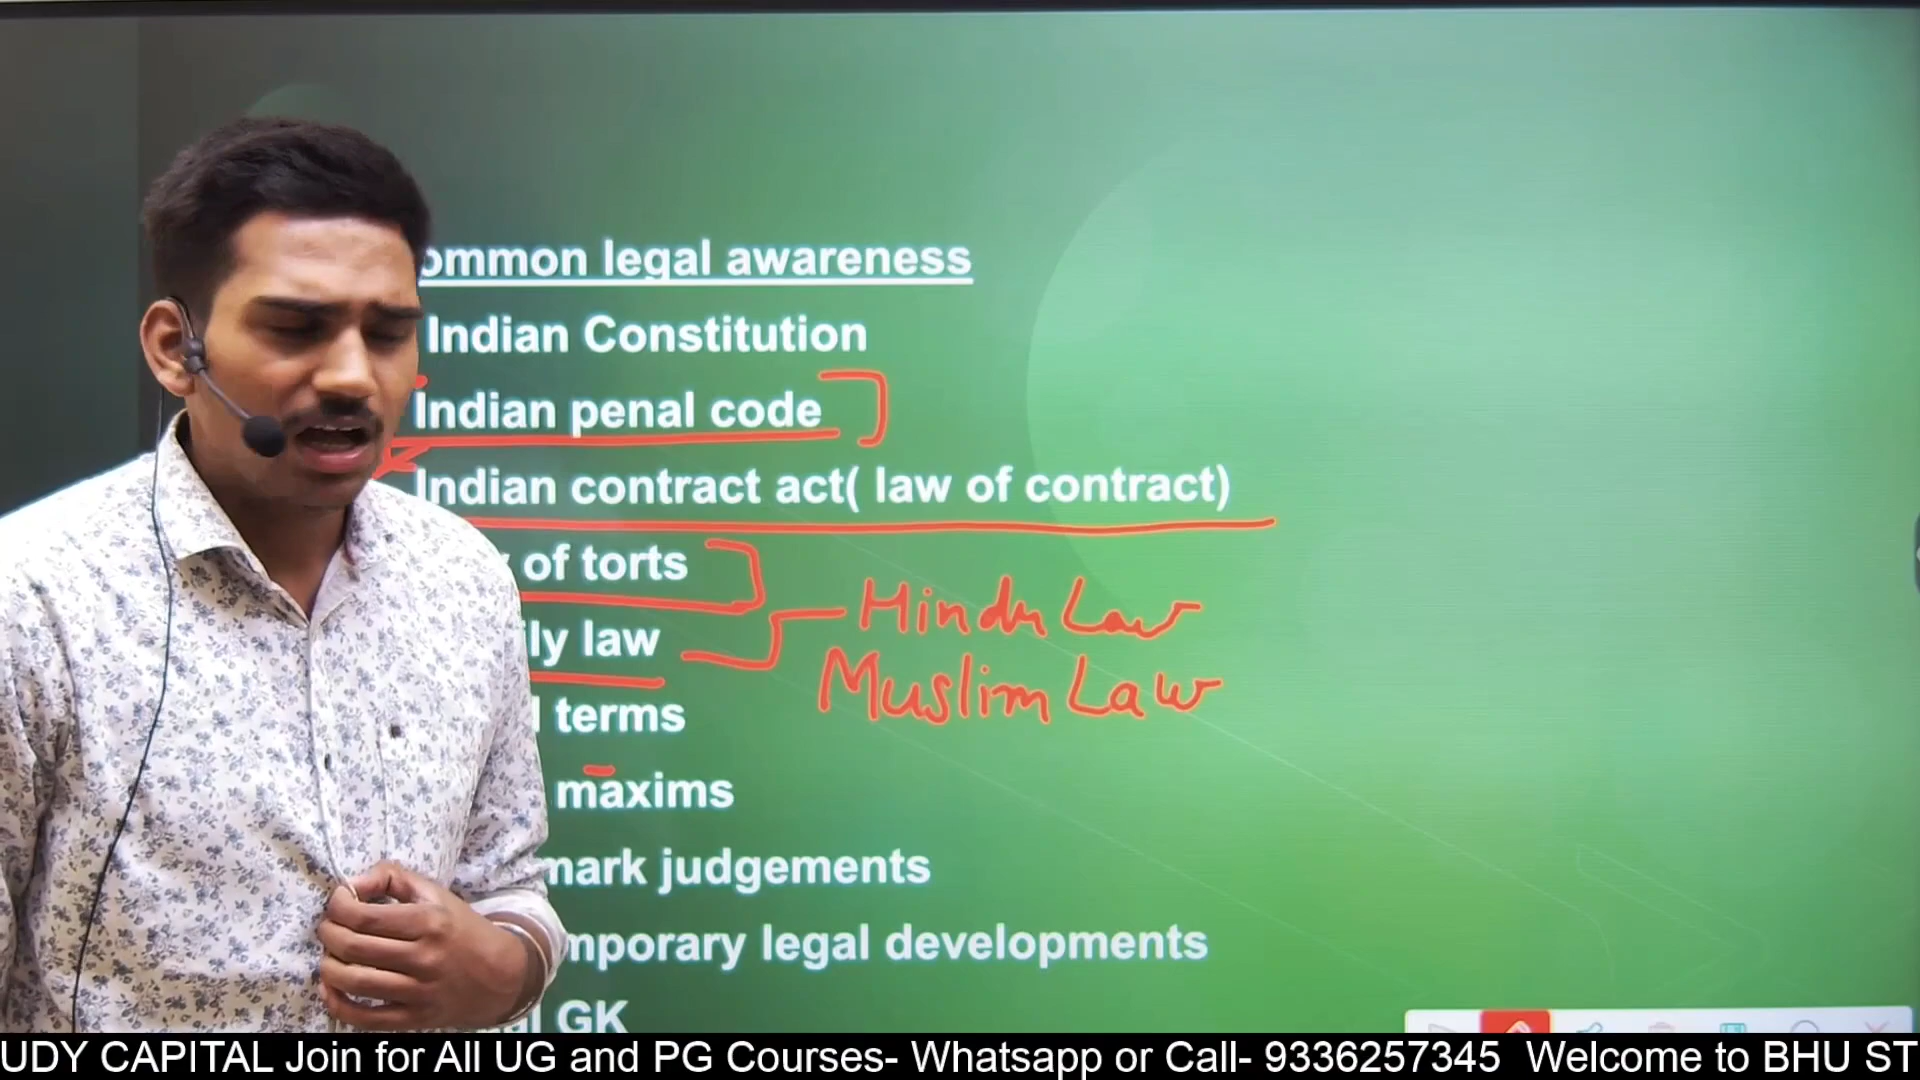 ommon legal awareness
Indian Constitution
Indian penal code
Indian contract act( law of contract)
of torts
Hindu Law
ly law
Muslim Law
terms
maxims
mark judgements
mporary legal developments
GK
UDY CAPITAL Join for All UG and PG Courses- Whatsapp or Call- 9336257345 Welcome to BHU ST